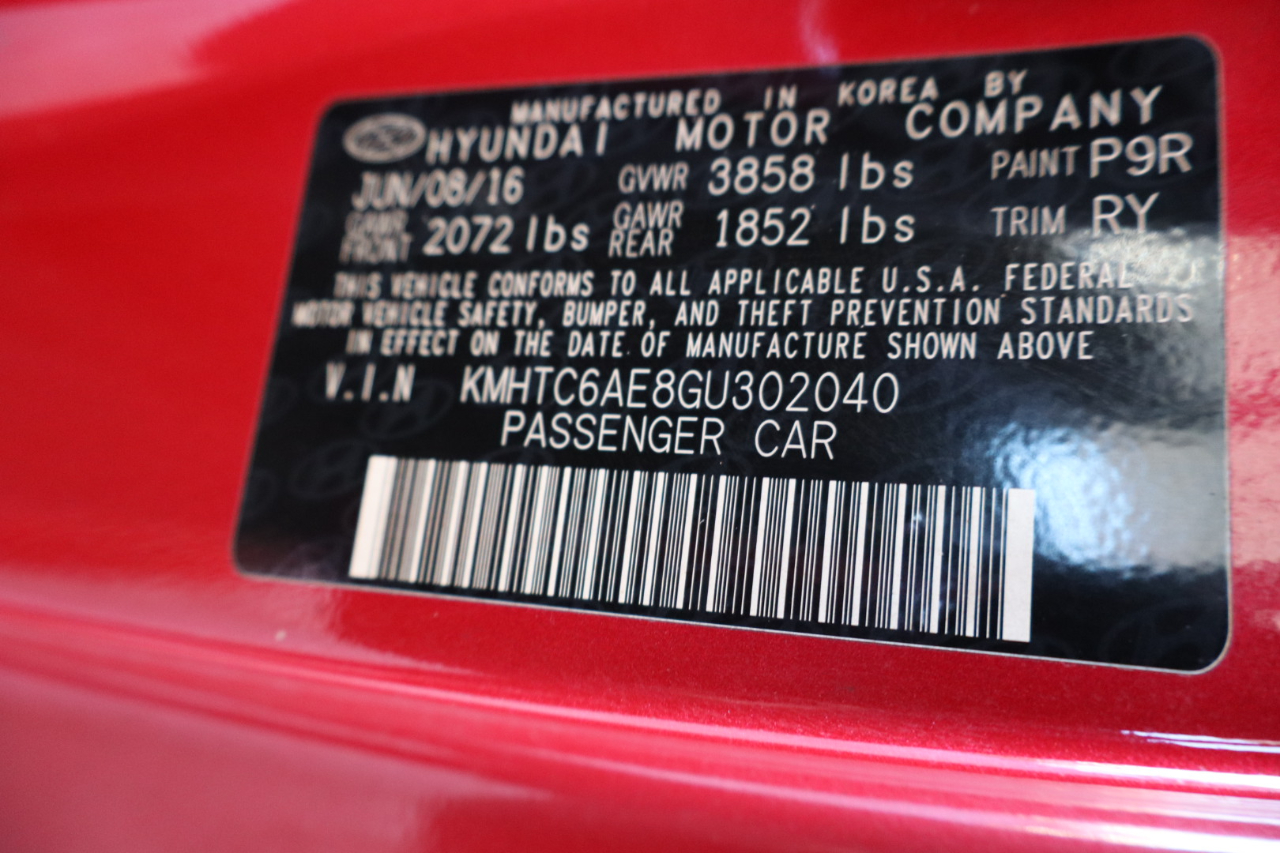 MANUFACTURED IN KOREA BY
HYUNDAI MOTOR COMPANY
JUN/08/16 GVWR 3858 lbs PAINT P9R
GAWR FRONT 2072 lbs GAWR REAR 1852 lbs TRIM RY
THIS VEHICLE CONFORMS TO ALL APPLICABLE U.S.A. FEDERAL
MOTOR VEHICLE SAFETY, BUMPER, AND THEFT PREVENTION STANDARDS
IN EFFECT ON THE DATE OF MANUFACTURE SHOWN ABOVE
V.I.N KMHTC6AE8GU302040
PASSENGER CAR